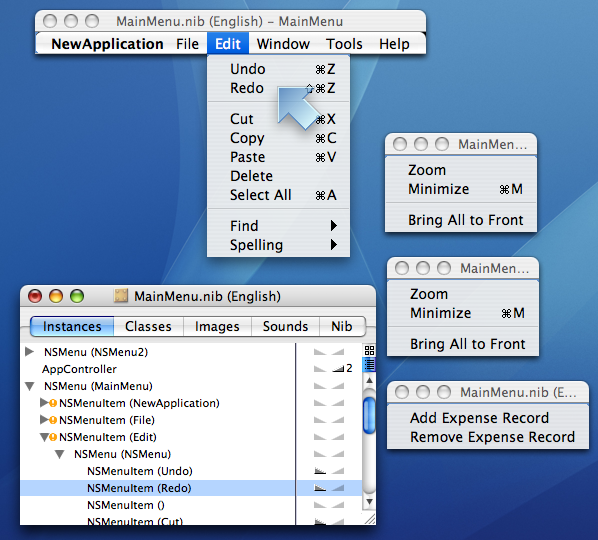 MainMenu.nib (English) – MainMenu
NewApplication File Edit Window Tools Help
Undo ⌘Z
Redo ⇧⌘Z
Cut ⌘X
Copy ⌘C
Paste ⌘V
Delete
Select All ⌘A
Find
Spelling
MainMen...
Zoom
Minimize ⌘M
Bring All to Front
MainMen...
Zoom
Minimize ⌘M
Bring All to Front
MainMenu.nib (E...
Add Expense Record
Remove Expense Record
MainMenu.nib (English)
Instances Classes Images Sounds Nib
NSMenu (NSMenu2)
AppController 2
NSMenu (MainMenu)
NSMenuItem (NewApplication)
NSMenuItem (File)
NSMenuItem (Edit)
NSMenu (NSMenu)
NSMenuItem (Undo)
NSMenuItem (Redo)
NSMenuItem ()
NSMenuItem (Cut)